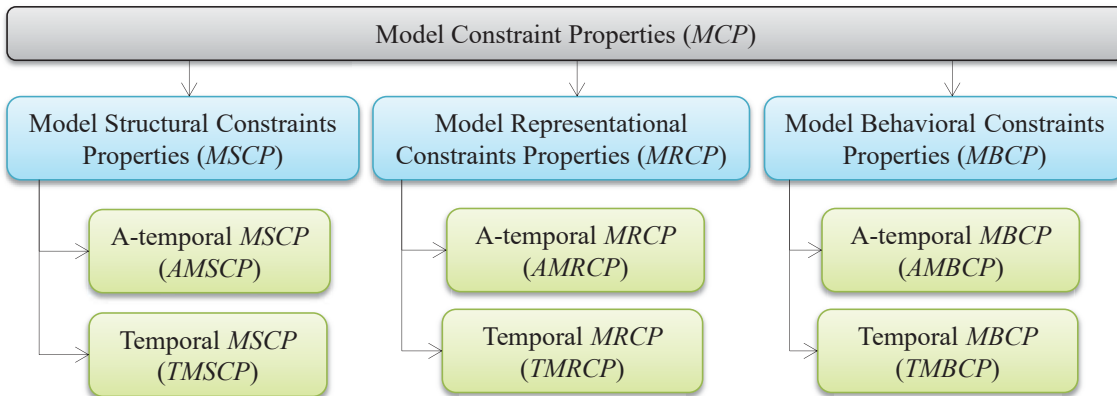 Model Constraint Properties (MCP)
Model Structural Constraints
Properties (MSCP)
A-temporal MSCP
(AMSCP)
Temporal MSCP
(TMSCP)
Model Representational
Constraints Properties (MRCP)
A-temporal MRCP
(AMRCP)
Temporal MRCP
(TMRCP)
Model Behavioral Constraints
Properties (MBCP)
A-temporal MBCP
(AMBCP)
Temporal MBCP
(TMBCP)